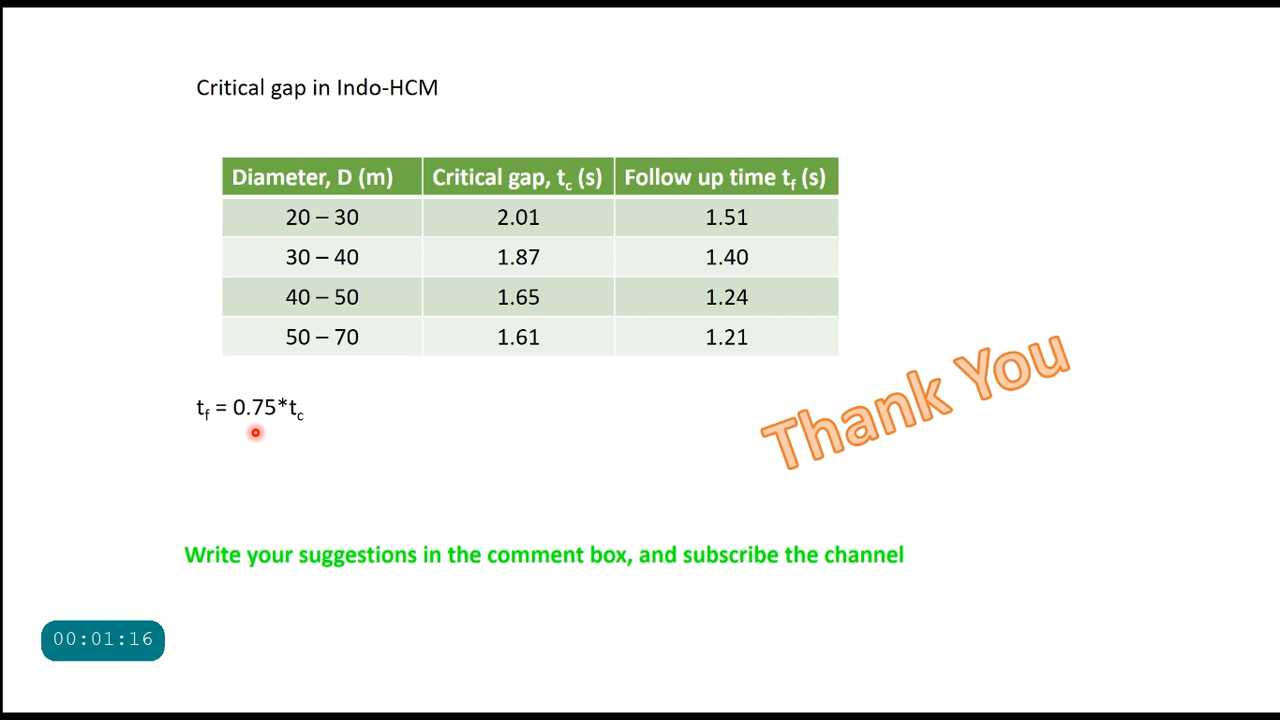 Critical gap in Indo-HCM
Diameter, D (m) Critical gap, tc (s) Follow up time tf (s)
20 – 30 2.01 1.51
30 – 40 1.87 1.40
40 – 50 1.65 1.24
50 – 70 1.61 1.21
tf = 0.75*tc
Thank You
Write your suggestions in the comment box, and subscribe the channel
00:01:16